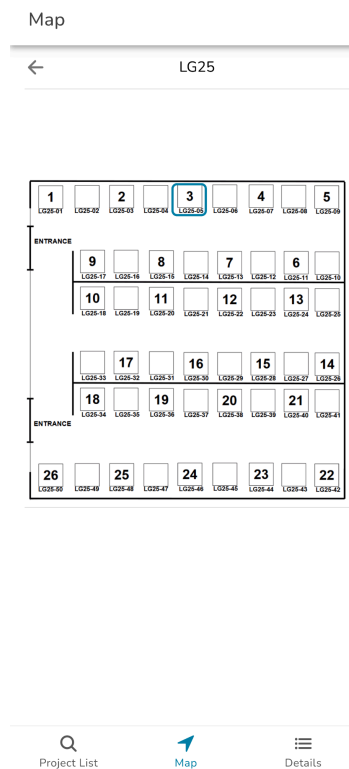 Map
LG25
1 2 3 4 5
LG25-01 LG25-02 LG25-03 LG25-04 LG25-05 LG25-06 LG25-07 LG25-08 LG25-09
ENTRANCE
9 8 7 6
LG25-17 LG25-16 LG25-15 LG25-14 LG25-13 LG25-12 LG25-11 LG25-10
10 11 12 13
LG25-18 LG25-19 LG25-20 LG25-21 LG25-22 LG25-23 LG25-24 LG25-25
17 16 15 14
LG25-33 LG25-32 LG25-31 LG25-30 LG25-29 LG25-28 LG25-27 LG25-26
18 19 20 21
LG25-34 LG25-35 LG25-36 LG25-37 LG25-38 LG25-39 LG25-40 LG25-41
ENTRANCE
26 25 24 23 22
LG25-50 LG25-49 LG25-48 LG25-47 LG25-46 LG25-45 LG25-44 LG25-43 LG25-42
Project List Map Details